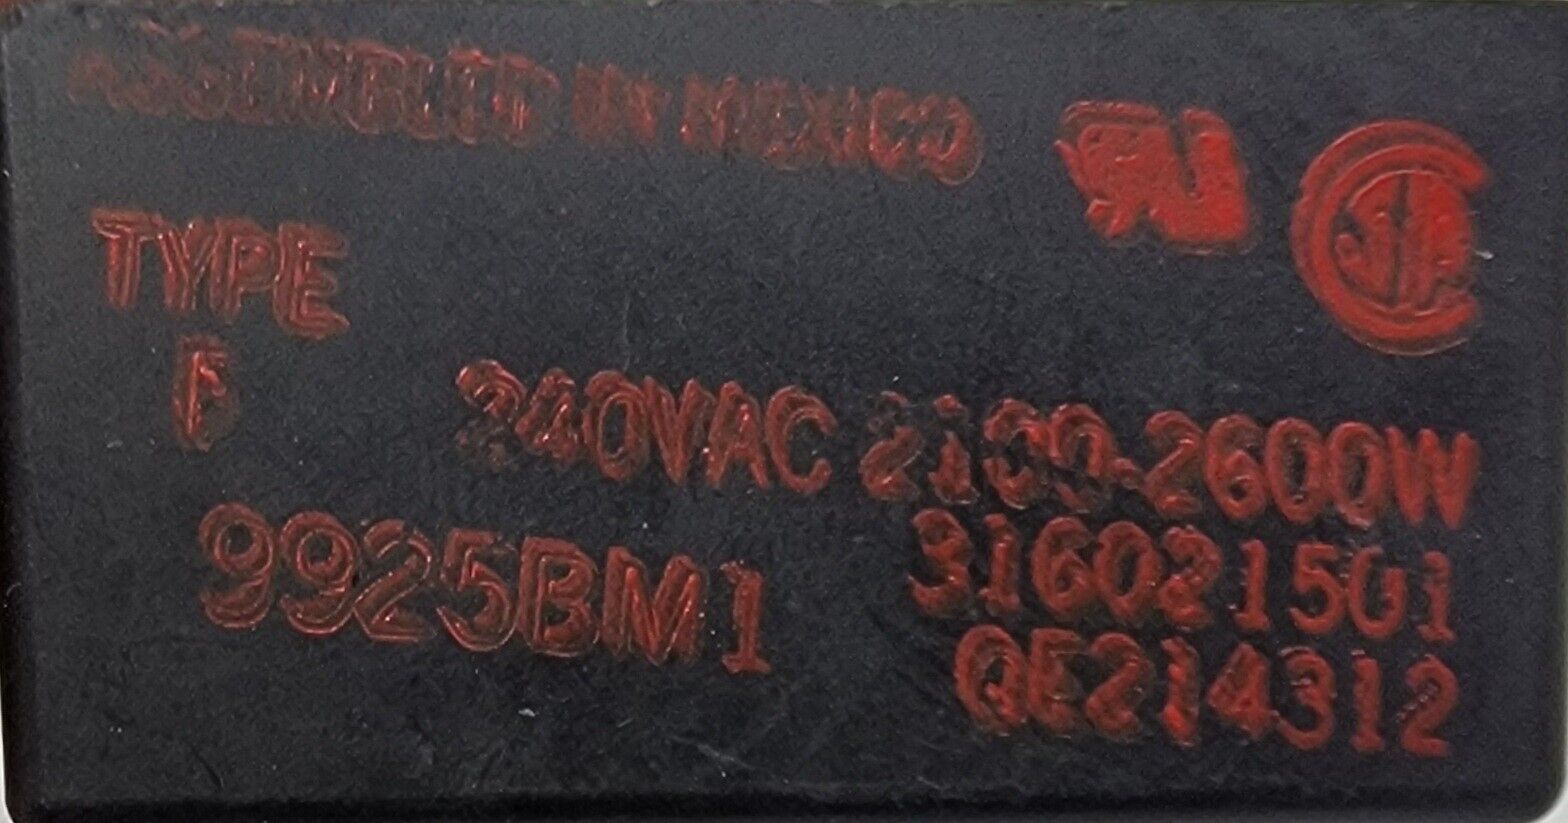 ASSEMBLED IN MEXICO
TYPE
F
240VAC 2100-2600W
9925BM1
316021501
QE214312